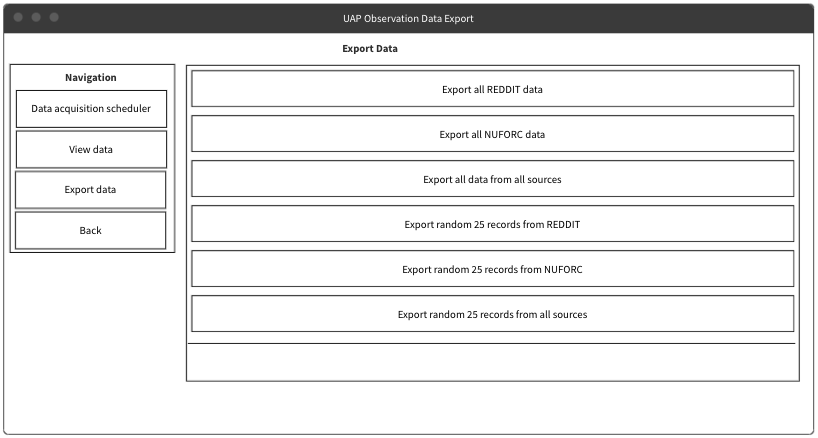 UAP Observation Data Export
Export Data
Navigation
Data acquisition scheduler
View data
Export data
Back
Export all REDDIT data
Export all NUFORC data
Export all data from all sources
Export random 25 records from REDDIT
Export random 25 records from NUFORC
Export random 25 records from all sources